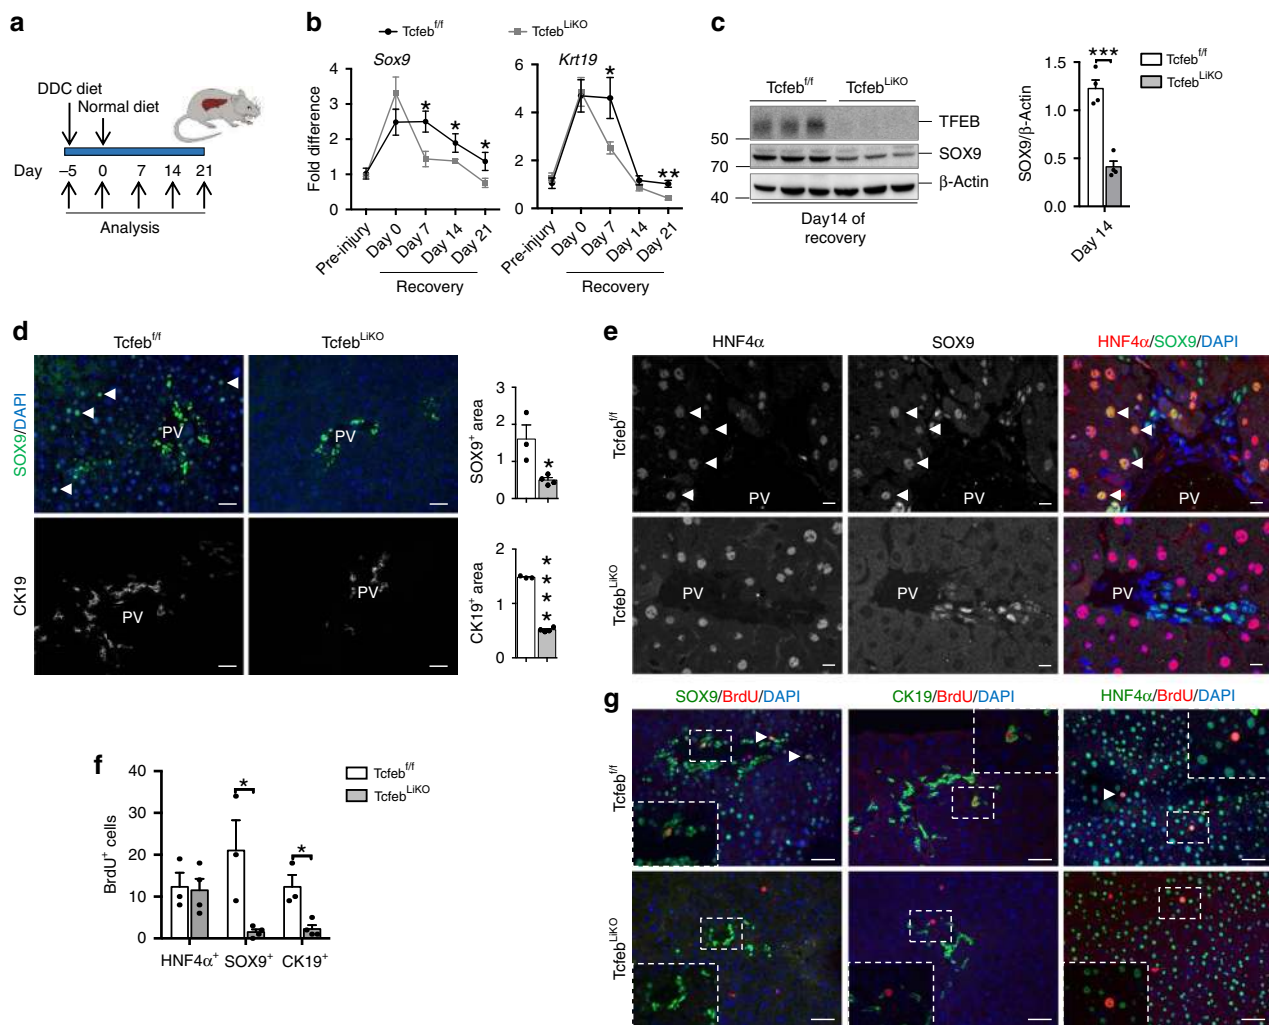 a
DDC diet
Normal diet
Day –5 0 7 14 21
Analysis
b
Tcfeb^f/f Tcfeb^LiKO
Sox9
Fold difference
4
3
2
1
0
* * *
Pre-injury Day 0 Day 7 Day 14 Day 21
Recovery
Krt19
6
4
2
0
* **
Pre-injury Day 0 Day 7 Day 14 Day 21
Recovery
c
Tcfeb^f/f Tcfeb^LiKO
TFEB
50
SOX9
70
β-Actin
40
Day14 of
recovery
SOX9/β-Actin
1.5
1.0
0.5
0.0
***
Day 14
Tcfeb^f/f
Tcfeb^LiKO
d
Tcfeb^f/f Tcfeb^LiKO
SOX9/DAPI
PV PV
CK19
PV PV
SOX9⁺ area
3
2
1
0
*
CK19⁺ area
2
1
0
****
e
HNF4α SOX9 HNF4α/SOX9/DAPI
Tcfeb^f/f
PV PV PV
Tcfeb^LiKO
PV PV PV
f
Tcfeb^f/f
Tcfeb^LiKO
BrdU⁺ cells
40
30
20
10
0
* *
HNF4α⁺ SOX9⁺ CK19⁺
g
SOX9/BrdU/DAPI CK19/BrdU/DAPI HNF4α/BrdU/DAPI
Tcfeb^f/f
Tcfeb^LiKO